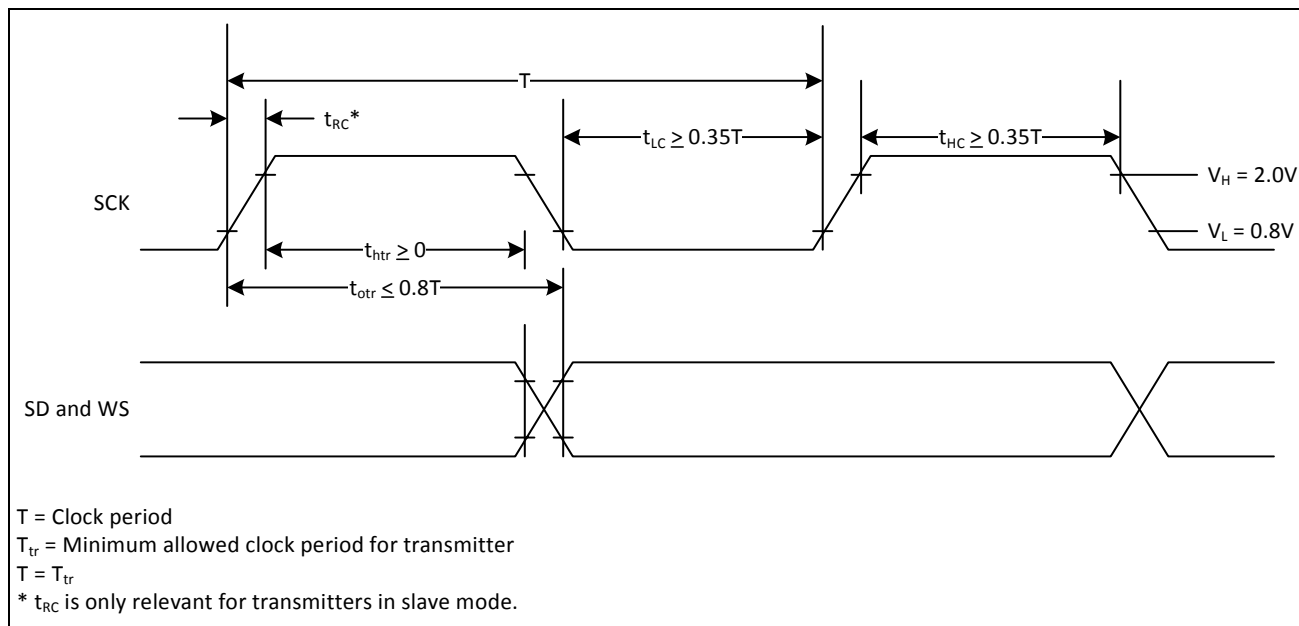 T
t_RC*
t_LC ≥ 0.35T
t_HC ≥ 0.35T
V_H = 2.0V
SCK
V_L = 0.8V
t_htr ≥ 0
t_otr ≤ 0.8T
SD and WS
T = Clock period
T_tr = Minimum allowed clock period for transmitter
T = T_tr
* t_RC is only relevant for transmitters in slave mode.